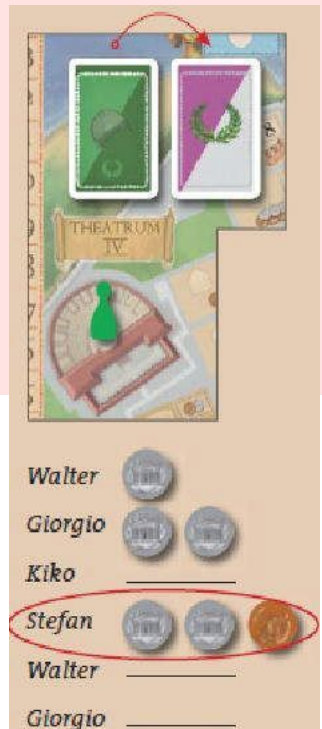 THEATRUM
IV.
Walter
Giorgio
Kiko
Stefan
Walter
Giorgio